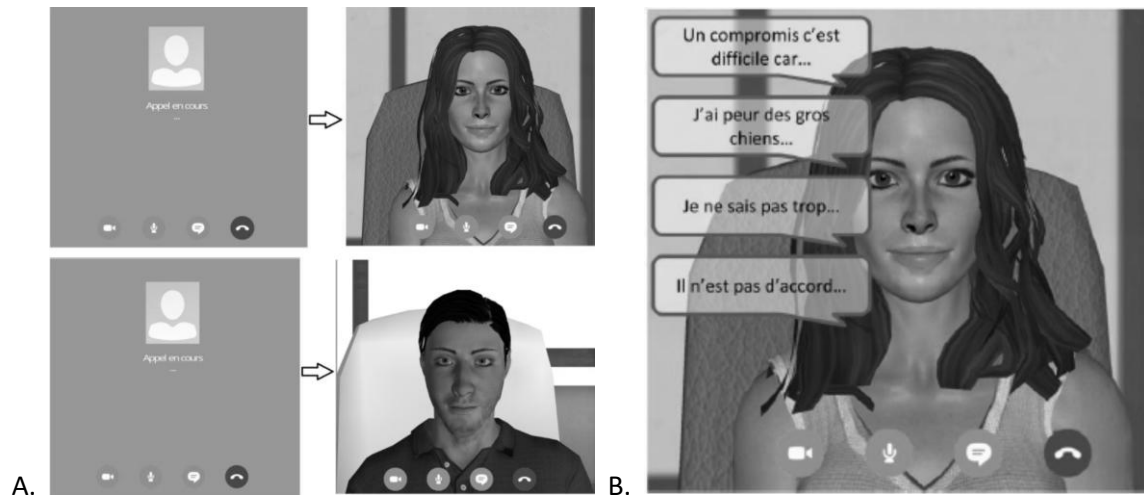 Appel en cours
...
Appel en cours
...
A.
Un compromis c'est
difficile car...
J'ai peur des gros
chiens...
Je ne sais pas trop...
Il n'est pas d'accord...
B.